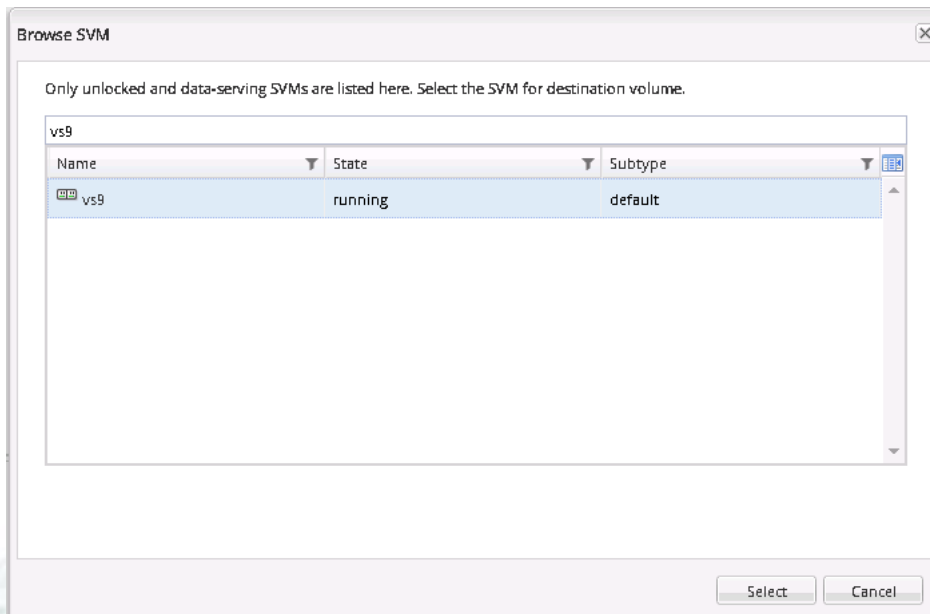 Browse SVM
Only unlocked and data-serving SVMs are listed here. Select the SVM for destination volume.
vs9
Name State Subtype
vs9 running default
Select Cancel